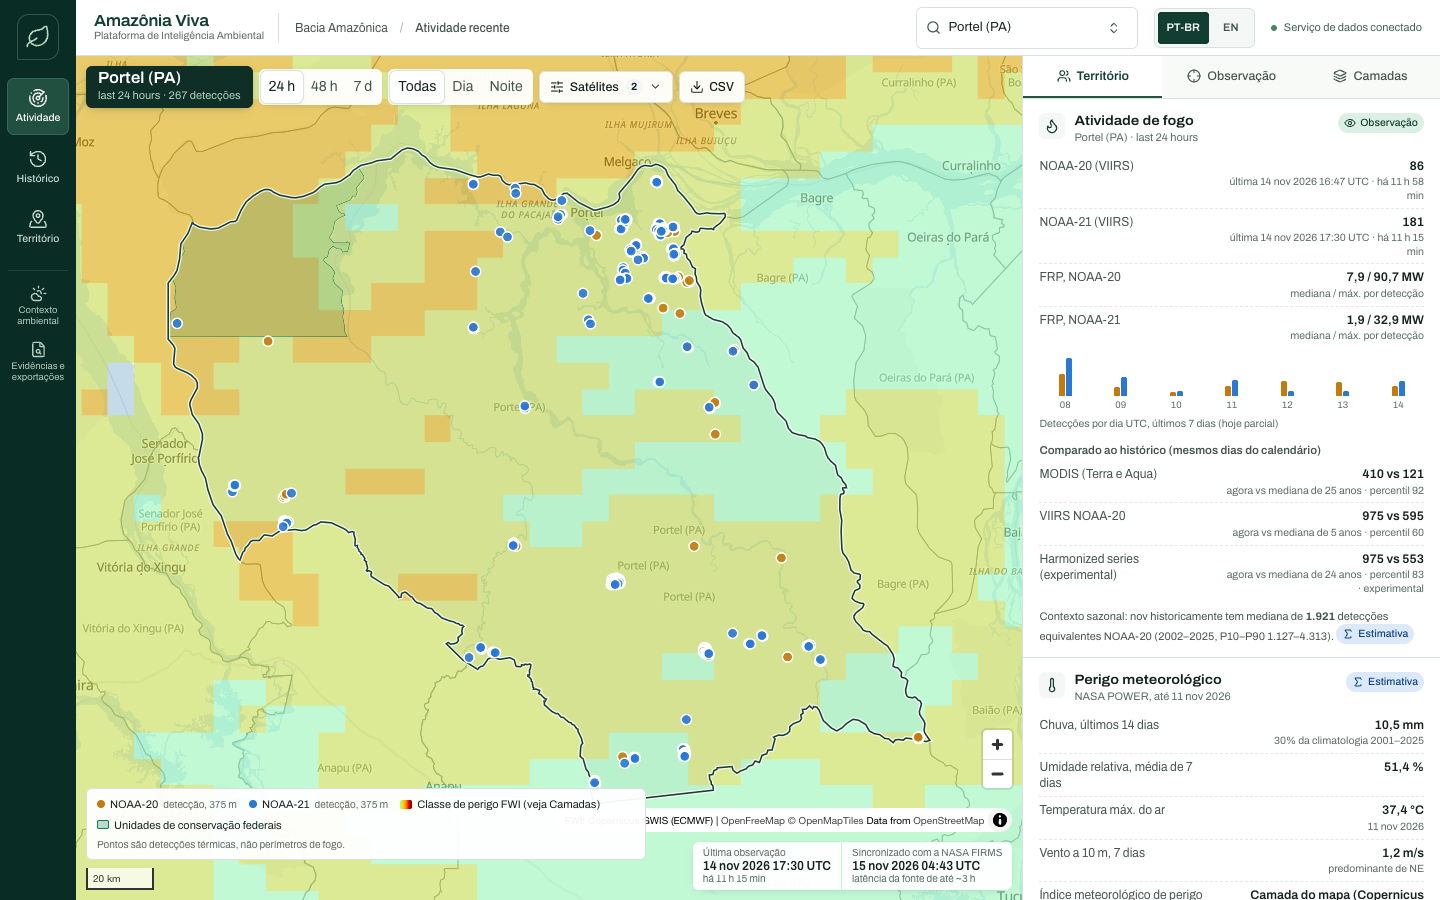 Amazônia Viva
Plataforma de Inteligência Ambiental
Bacia Amazônica / Atividade recente
Portel (PA)
PT-BR EN
Serviço de dados conectado
Atividade
Histórico
Território
Contexto
ambiental
Evidências e
exportações
Portel (PA)
last 24 hours · 267 detecções
24 h 48 h 7 d
Todas Dia Noite
Satélites 2
CSV
ILHA LAGUNA
Breves
ILHA MUJIRUM
ILHA BUIUÇU
Melgaço
Curralinho (PA)
Curralinho
ILHA GRANDE
DO PACAJA
Portel
Bagre
Oeiras do Pará
Bagre (PA)
Oeiras do Pará (PA)
Portel (PA)
Senador
José Porfírio
Senador José
Porfírio (PA)
ILHA GRANDE
Vitória do Xingu
Portel (PA)
Portel (PA)
Portel (PA)
Bagre (PA)
Vitória do Xingu (PA)
Baião (PA)
Anapu (PA)
Anapu
NOAA-20 detecção, 375 m
NOAA-21 detecção, 375 m
Classe de perigo FWI (veja Camadas)
Unidades de conservação federais
Pontos são detecções térmicas, não perímetros de fogo.
20 km
GWIS (ECMWF) | OpenFreeMap © OpenMapTiles Data from OpenStreetMap
Última observação
14 nov 2026 17:30 UTC
há 11 h 15 min
Sincronizado com a NASA FIRMS
15 nov 2026 04:43 UTC
latência da fonte de até ~3 h
Território
Observação
Camadas
Atividade de fogo
Portel (PA) · last 24 hours
Observação
NOAA-20 (VIIRS) 86
última 14 nov 2026 16:47 UTC · há 11 h 58
min
NOAA-21 (VIIRS) 181
última 14 nov 2026 17:30 UTC · há 11 h 15
min
FRP, NOAA-20 7,9 / 90,7 MW
mediana / máx. por detecção
FRP, NOAA-21 1,9 / 32,9 MW
mediana / máx. por detecção
08 09 10 11 12 13 14
Detecções por dia UTC, últimos 7 dias (hoje parcial)
Comparado ao histórico (mesmos dias do calendário)
MODIS (Terra e Aqua) 410 vs 121
agora vs mediana de 25 anos · percentil 92
VIIRS NOAA-20 975 vs 595
agora vs mediana de 5 anos · percentil 60
Harmonized series 975 vs 553
(experimental) agora vs mediana de 24 anos · percentil 83
· experimental
Contexto sazonal: nov historicamente tem mediana de 1.921 detecções
equivalentes NOAA-20 (2002–2025, P10–P90 1.127–4.313). Estimativa
Perigo meteorológico
NASA POWER, até 11 nov 2026
Estimativa
Chuva, últimos 14 dias 10,5 mm
30% da climatologia 2001–2025
Umidade relativa, média de 7 51,4 %
dias
Temperatura máx. do ar 37,4 °C
11 nov 2026
Vento a 10 m, 7 dias 1,2 m/s
predominante de NE
Índice meteorológico de perigo Camada do mapa (Copernicus